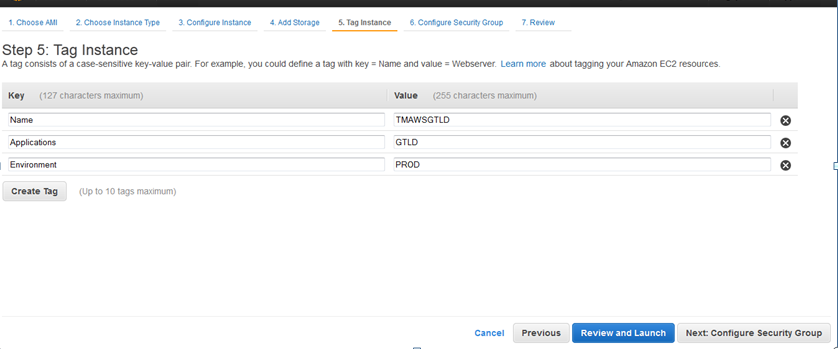 1. Choose AMI 2. Choose Instance Type 3. Configure Instance 4. Add Storage 5. Tag Instance 6. Configure Security Group 7. Review
Step 5: Tag Instance
A tag consists of a case-sensitive key-value pair. For example, you could define a tag with key = Name and value = Webserver. Learn more about tagging your Amazon EC2 resources.
Key (127 characters maximum) Value (255 characters maximum)
Name TMAWSGTLD
Applications GTLD
Environment PROD
Create Tag (Up to 10 tags maximum)
Cancel Previous Review and Launch Next: Configure Security Group